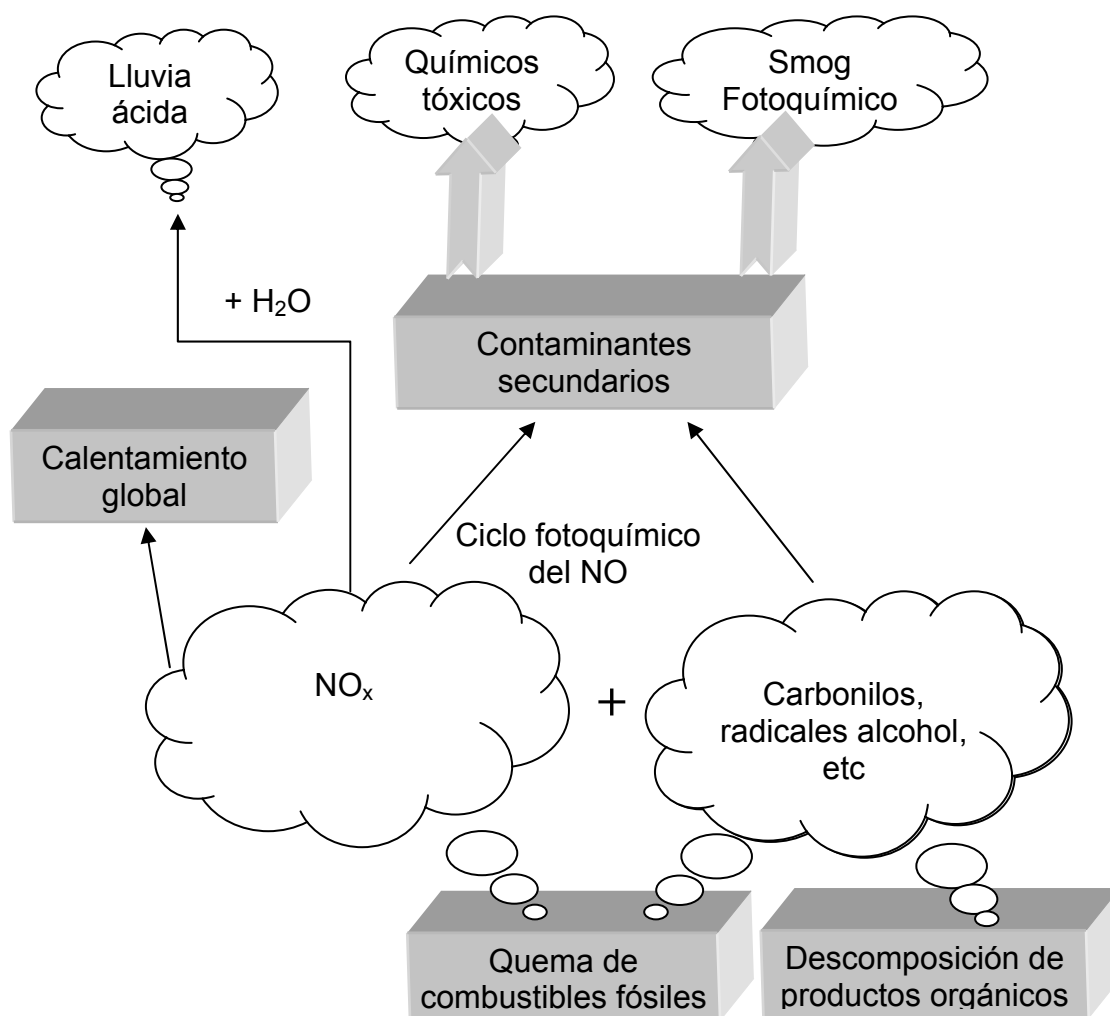 Lluvia
ácida
Químicos
tóxicos
Smog
Fotoquímico
+ H₂O
Contaminantes
secundarios
Calentamiento
global
Ciclo fotoquímico
del NO
NOₓ
+
Carbonilos,
radicales alcohol,
etc
Quema de
combustibles fósiles
Descomposición de
productos orgánicos